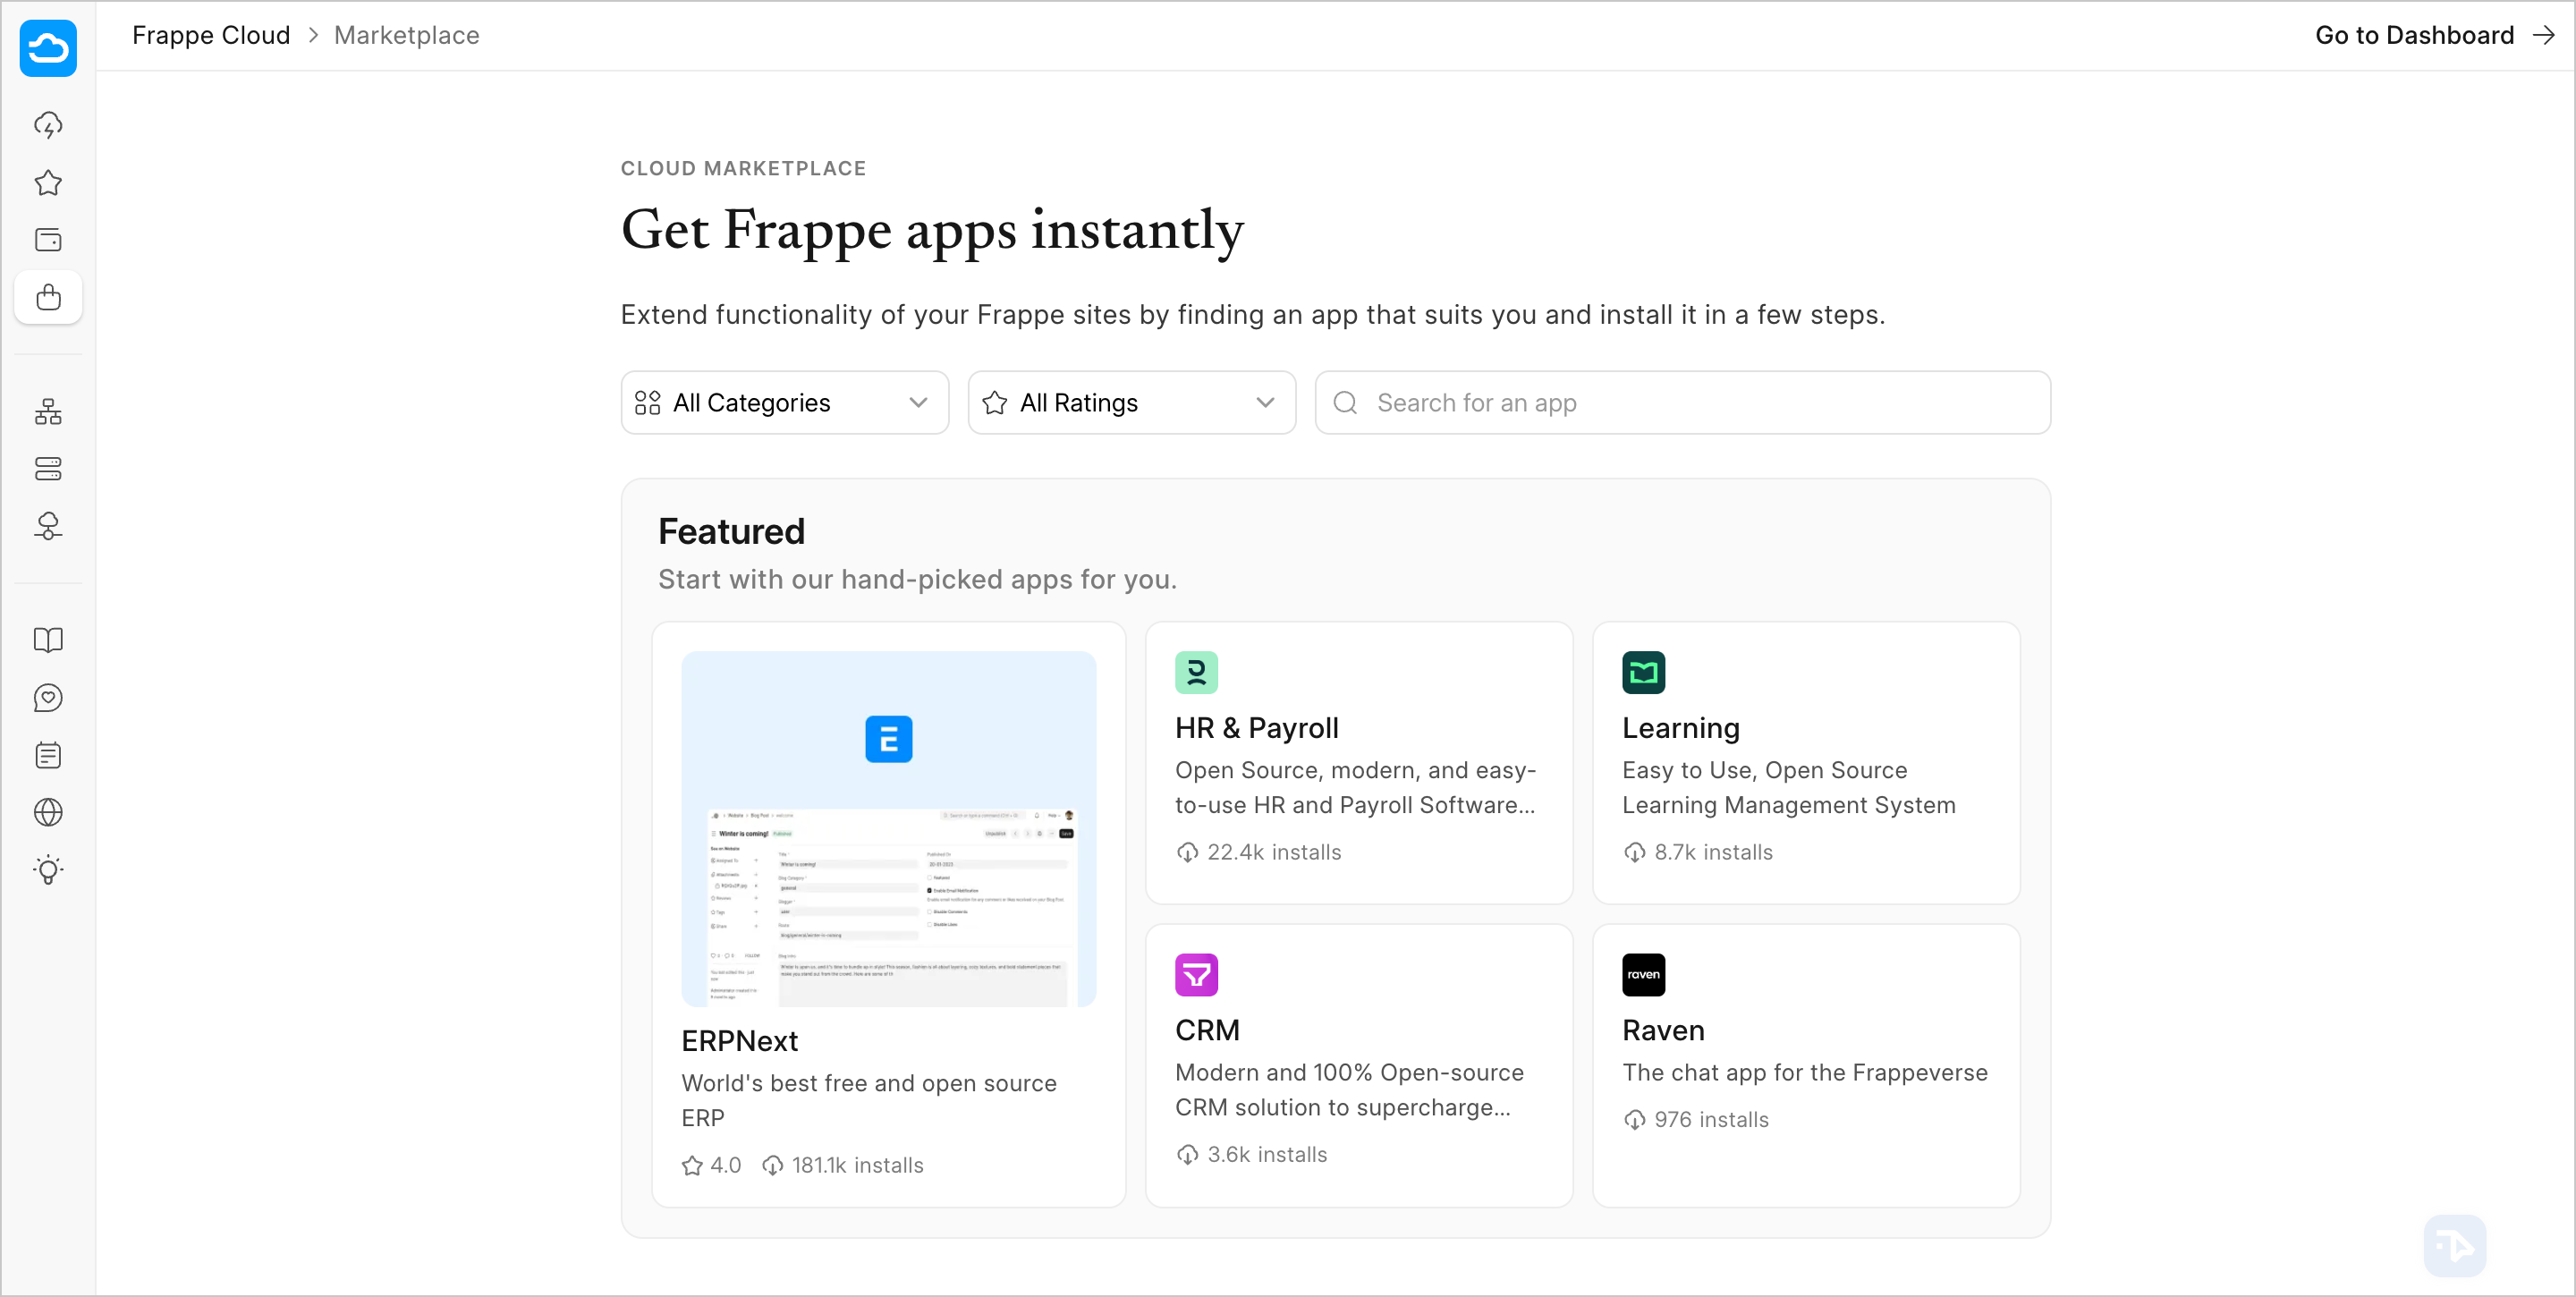 Frappe Cloud > Marketplace
Go to Dashboard →
CLOUD MARKETPLACE
Get Frappe apps instantly
Extend functionality of your Frappe sites by finding an app that suits you and install it in a few steps.
All Categories
All Ratings
Search for an app
Featured
Start with our hand-picked apps for you.
E
Winter is coming!
ERPNext
World's best free and open source
ERP
4.0
181.1k installs
HR & Payroll
Open Source, modern, and easy-
to-use HR and Payroll Software...
22.4k installs
Learning
Easy to Use, Open Source
Learning Management System
8.7k installs
CRM
Modern and 100% Open-source
CRM solution to supercharge...
3.6k installs
raven
Raven
The chat app for the Frappeverse
976 installs